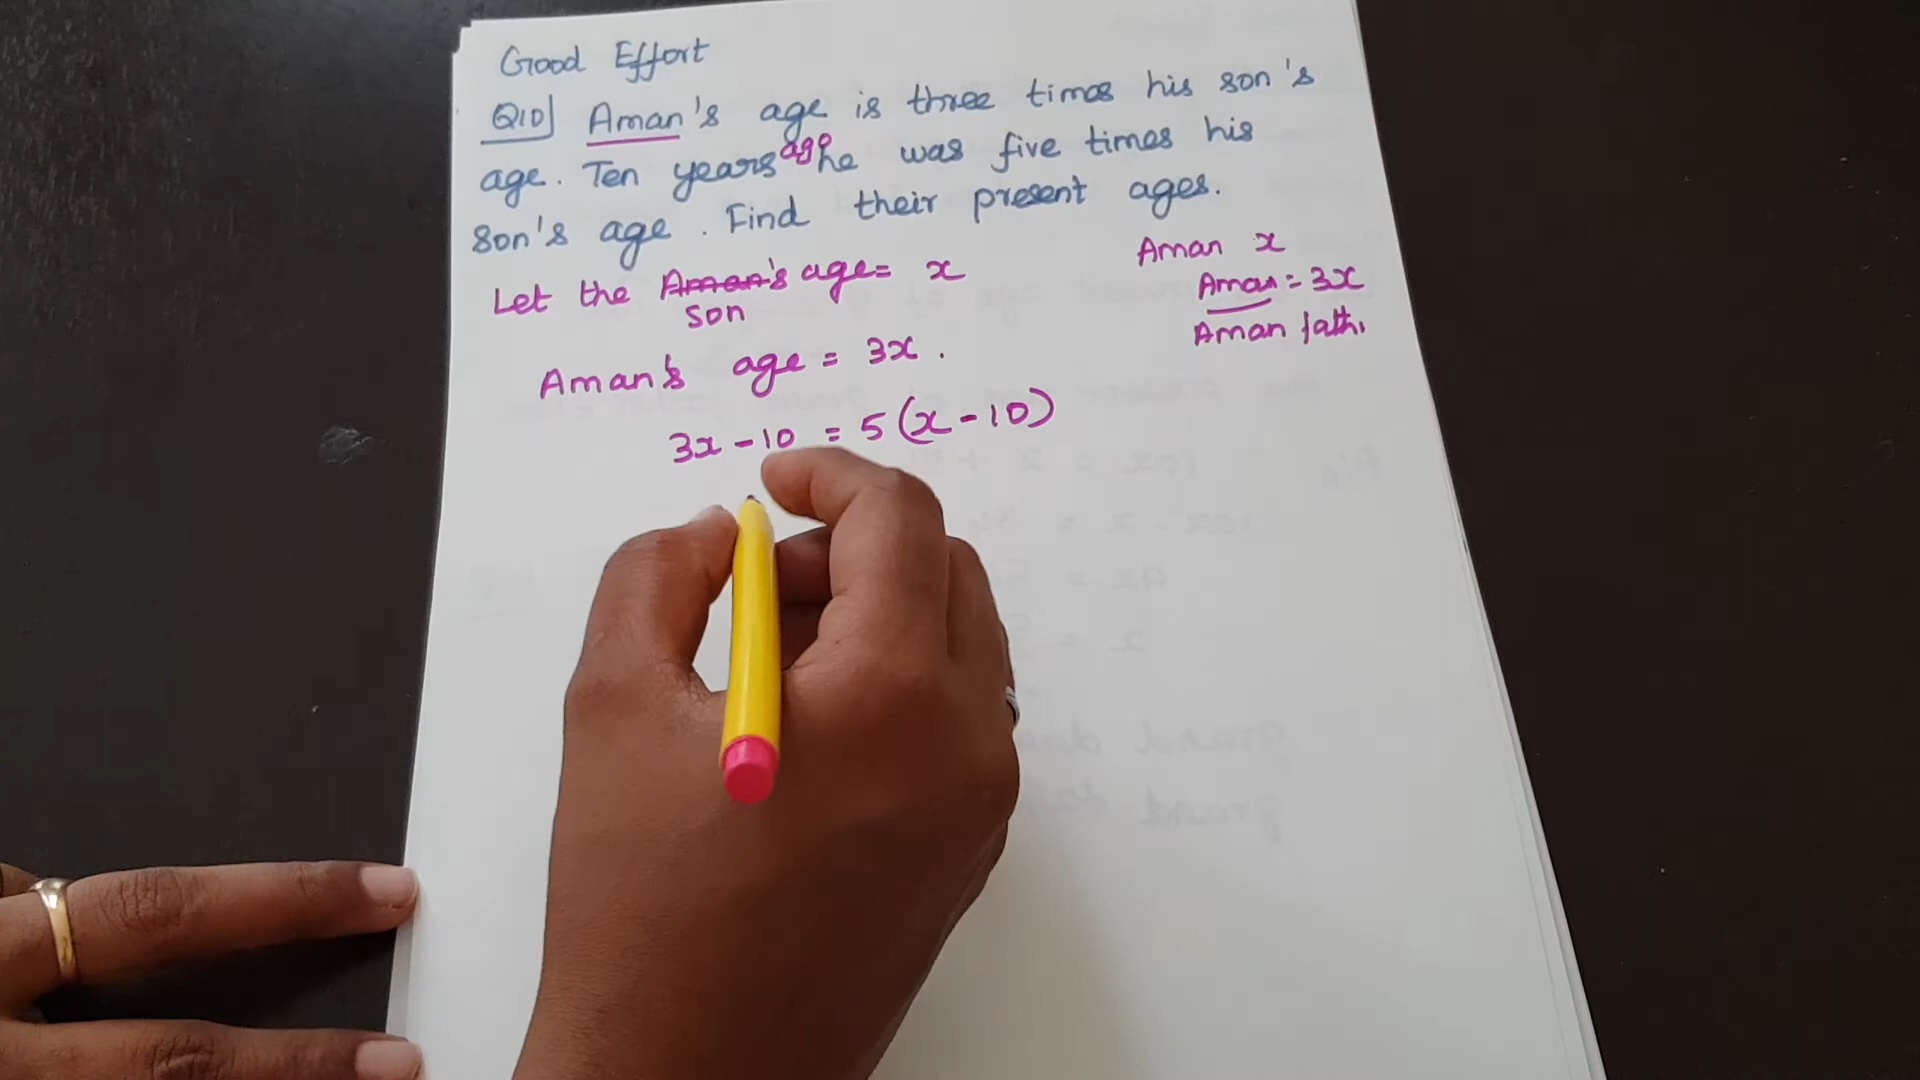 Good Effort
Q10] Aman's age is three times his son's
age. Ten years ago he was five times his
son's age. Find their present ages.
Let the Aman's age = x
son
Aman's age = 3x.
3x - 10 = 5(x - 10)
Aman x
Aman = 3x
Aman fath